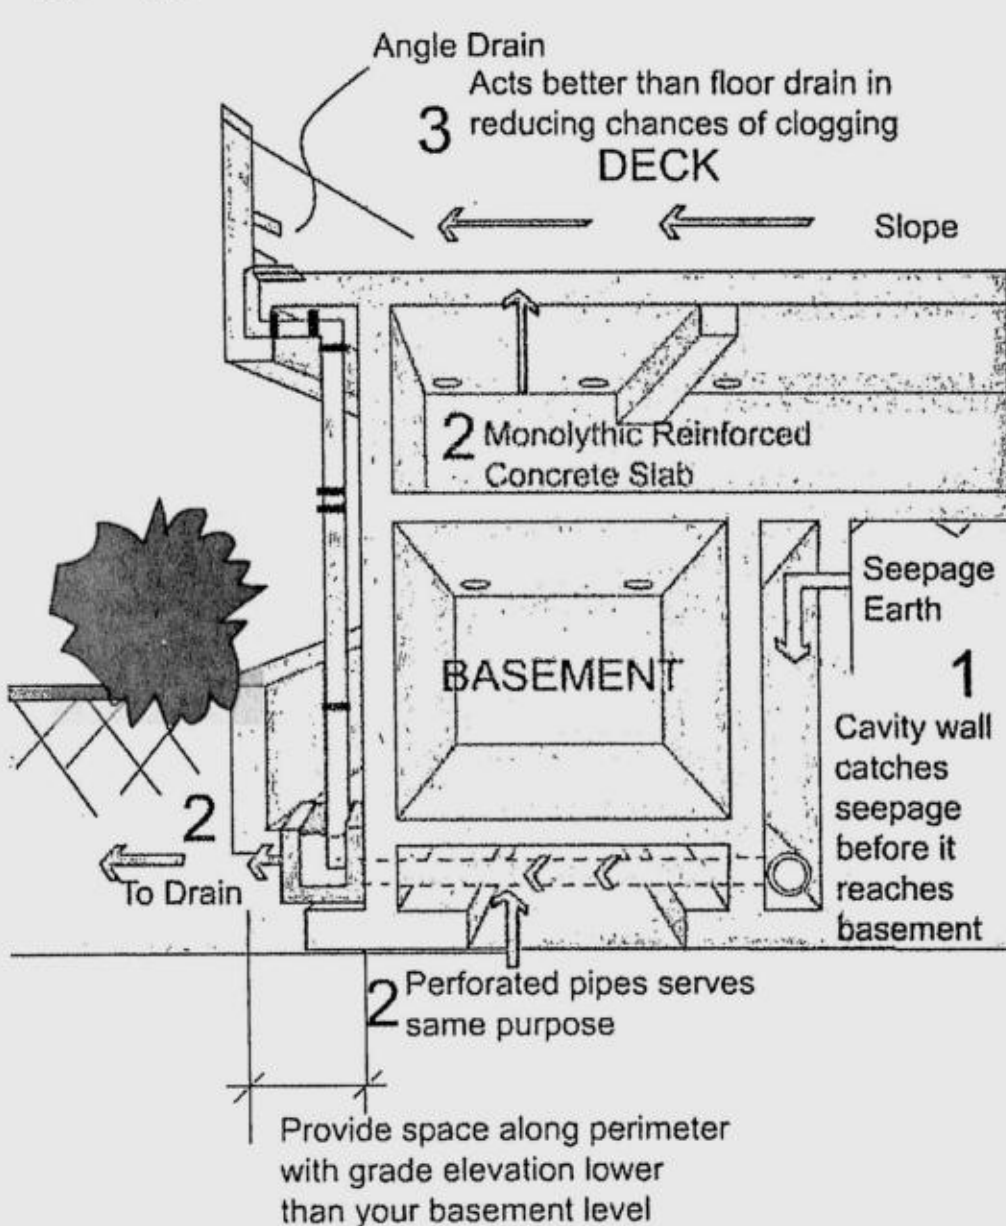 Angle Drain
3
Acts better than floor drain in
reducing chances of clogging
DECK
Slope
2
Monolythic Reinforced
Concrete Slab
Seepage
Earth
BASEMENT
1
Cavity wall
catches
seepage
before it
reaches
basement
2
To Drain
2
Perforated pipes serves
same purpose
Provide space along perimeter
with grade elevation lower
than your basement level